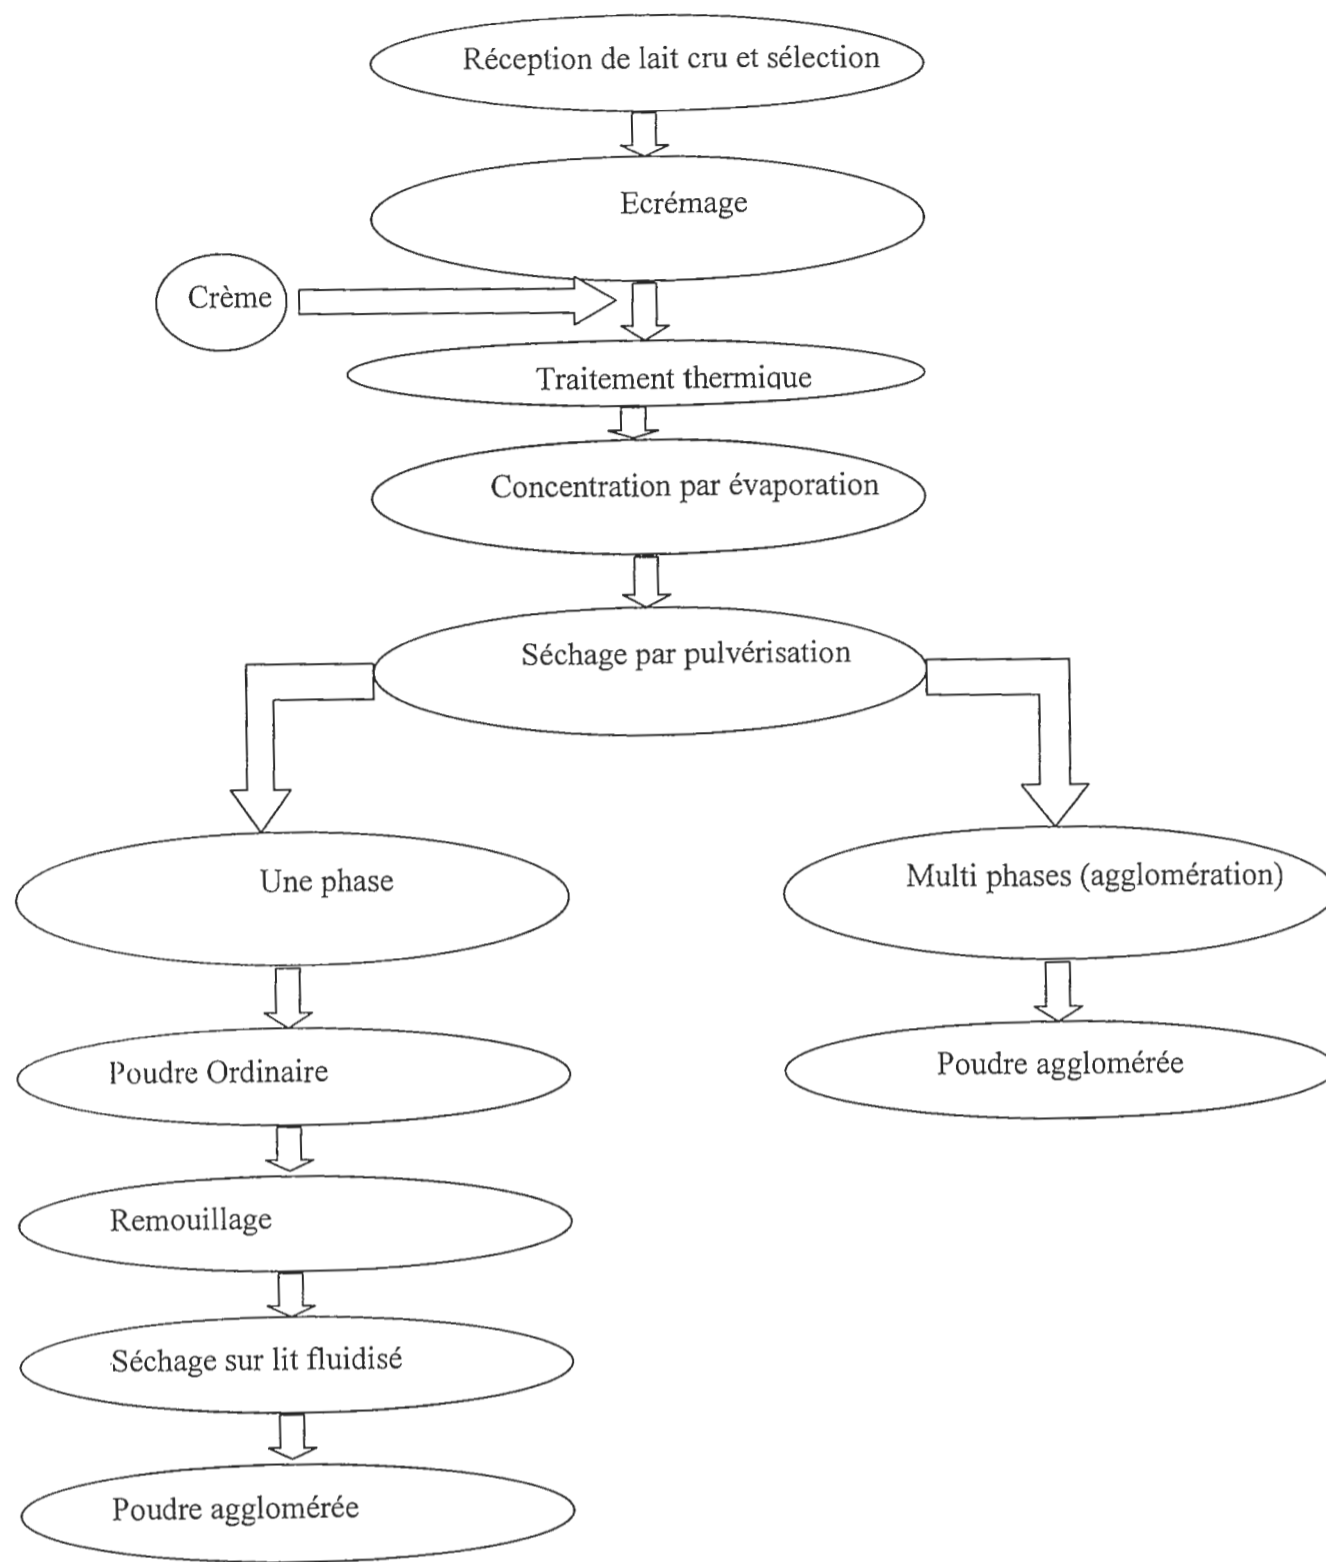 Réception de lait cru et sélection
Ecrémage
Crème
Traitement thermique
Concentration par évaporation
Séchage par pulvérisation
Une phase
Multi phases (agglomération)
Poudre Ordinaire
Poudre agglomérée
Remouillage
Séchage sur lit fluidisé
Poudre agglomérée